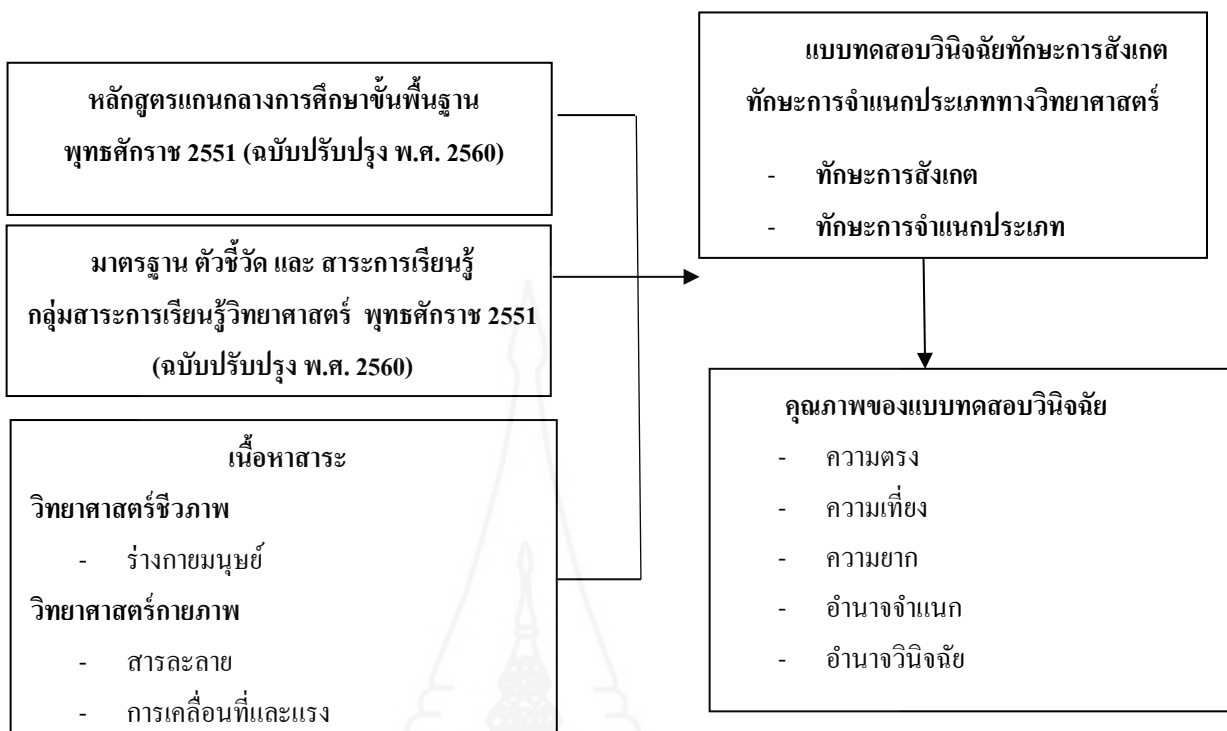 หลักสูตรแกนกลางการศึกษาขั้นพื้นฐาน
พุทธศักราช 2551 (ฉบับปรับปรุง พ.ศ. 2560)
มาตรฐาน ตัวชี้วัด และ สาระการเรียนรู้
กลุ่มสาระการเรียนรู้วิทยาศาสตร์ พุทธศักราช 2551
(ฉบับปรับปรุง พ.ศ. 2560)
เนื้อหาสาระ
วิทยาศาสตร์ชีวภาพ
- ร่างกายมนุษย์
วิทยาศาสตร์กายภาพ
- สารละลาย
- การเคลื่อนที่และแรง
แบบทดสอบวินิจฉัยทักษะการสังเกต
ทักษะการจำแนกประเภททางวิทยาศาสตร์
- ทักษะการสังเกต
- ทักษะการจำแนกประเภท
คุณภาพของแบบทดสอบวินิจฉัย
- ความตรง
- ความเที่ยง
- ความยาก
- อำนาจจำแนก
- อำนาจวินิจฉัย